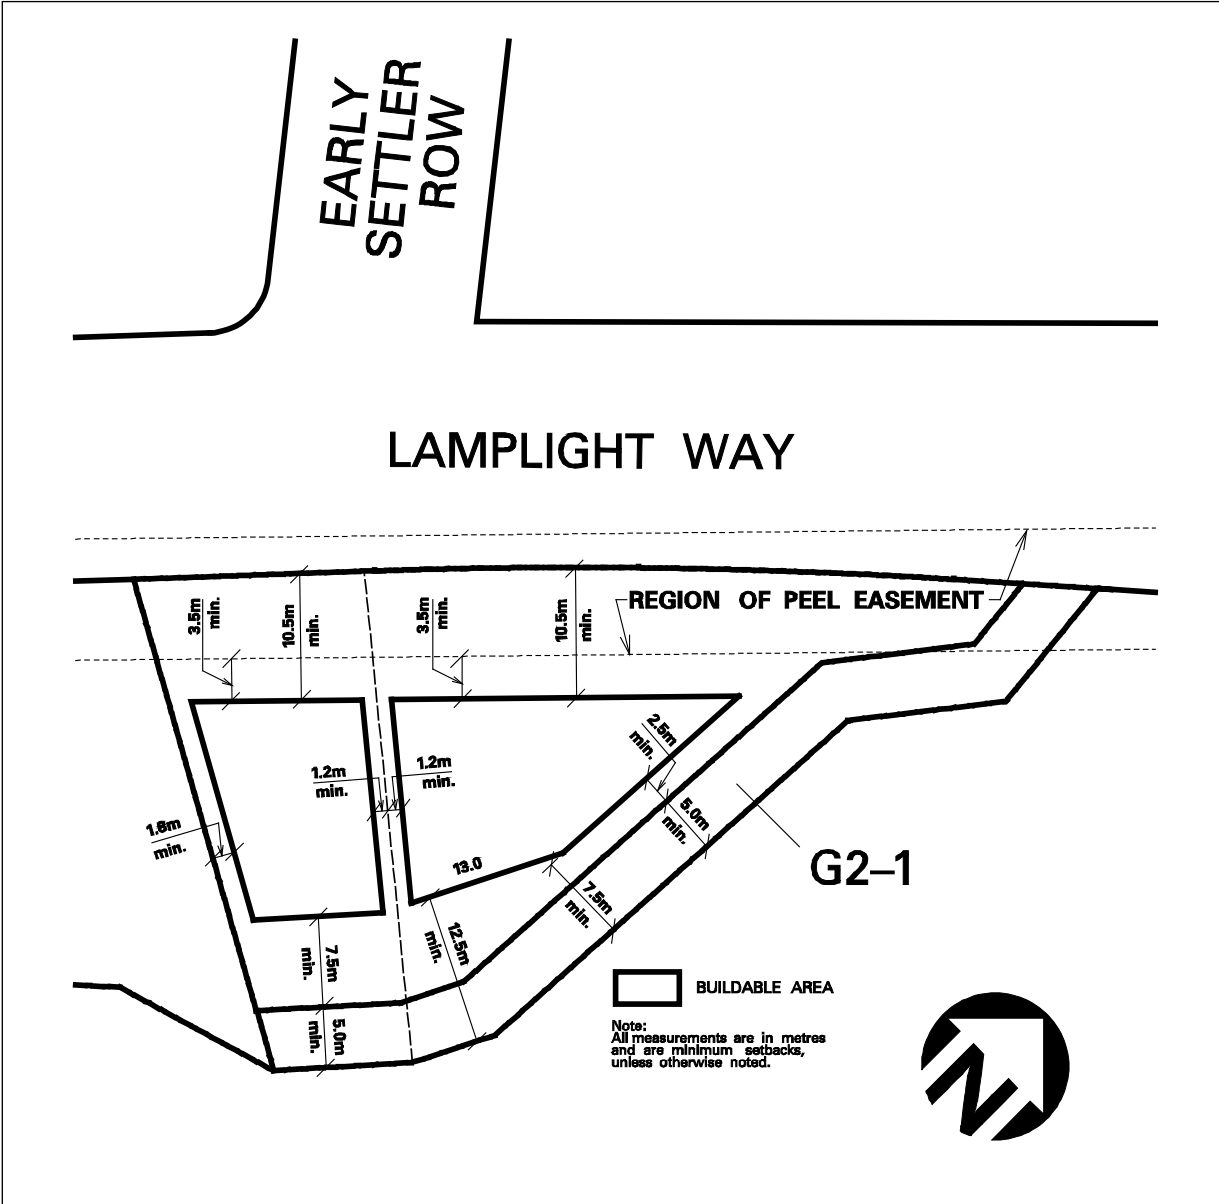 EARLY
SETTLER
ROW
LAMPLIGHT WAY
REGION OF PEEL EASEMENT
3.5m
min.
10.5m
min.
3.5m
min.
10.5m
min.
1.2m
min.
1.2m
min.
2.5m
min.
5.0m
min.
1.8m
min.
13.0
G2–1
7.5m
min.
12.5m
min.
7.5m
min.
5.0m
min.
BUILDABLE AREA
Note:
All measurements are in metres
and are minimum setbacks,
unless otherwise noted.
N